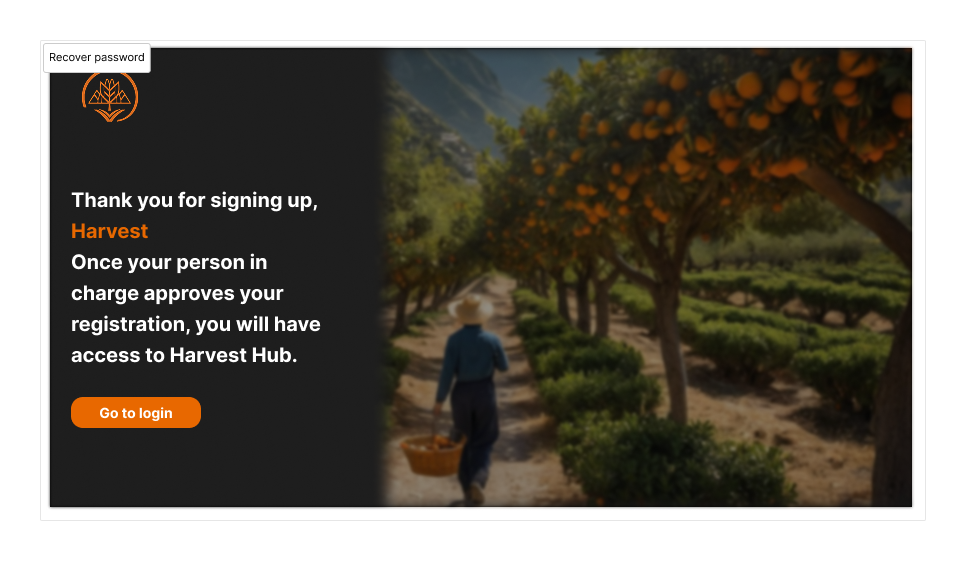 Recover password
Thank you for signing up,
Harvest
Once your person in
charge approves your
registration, you will have
access to Harvest Hub.
Go to login